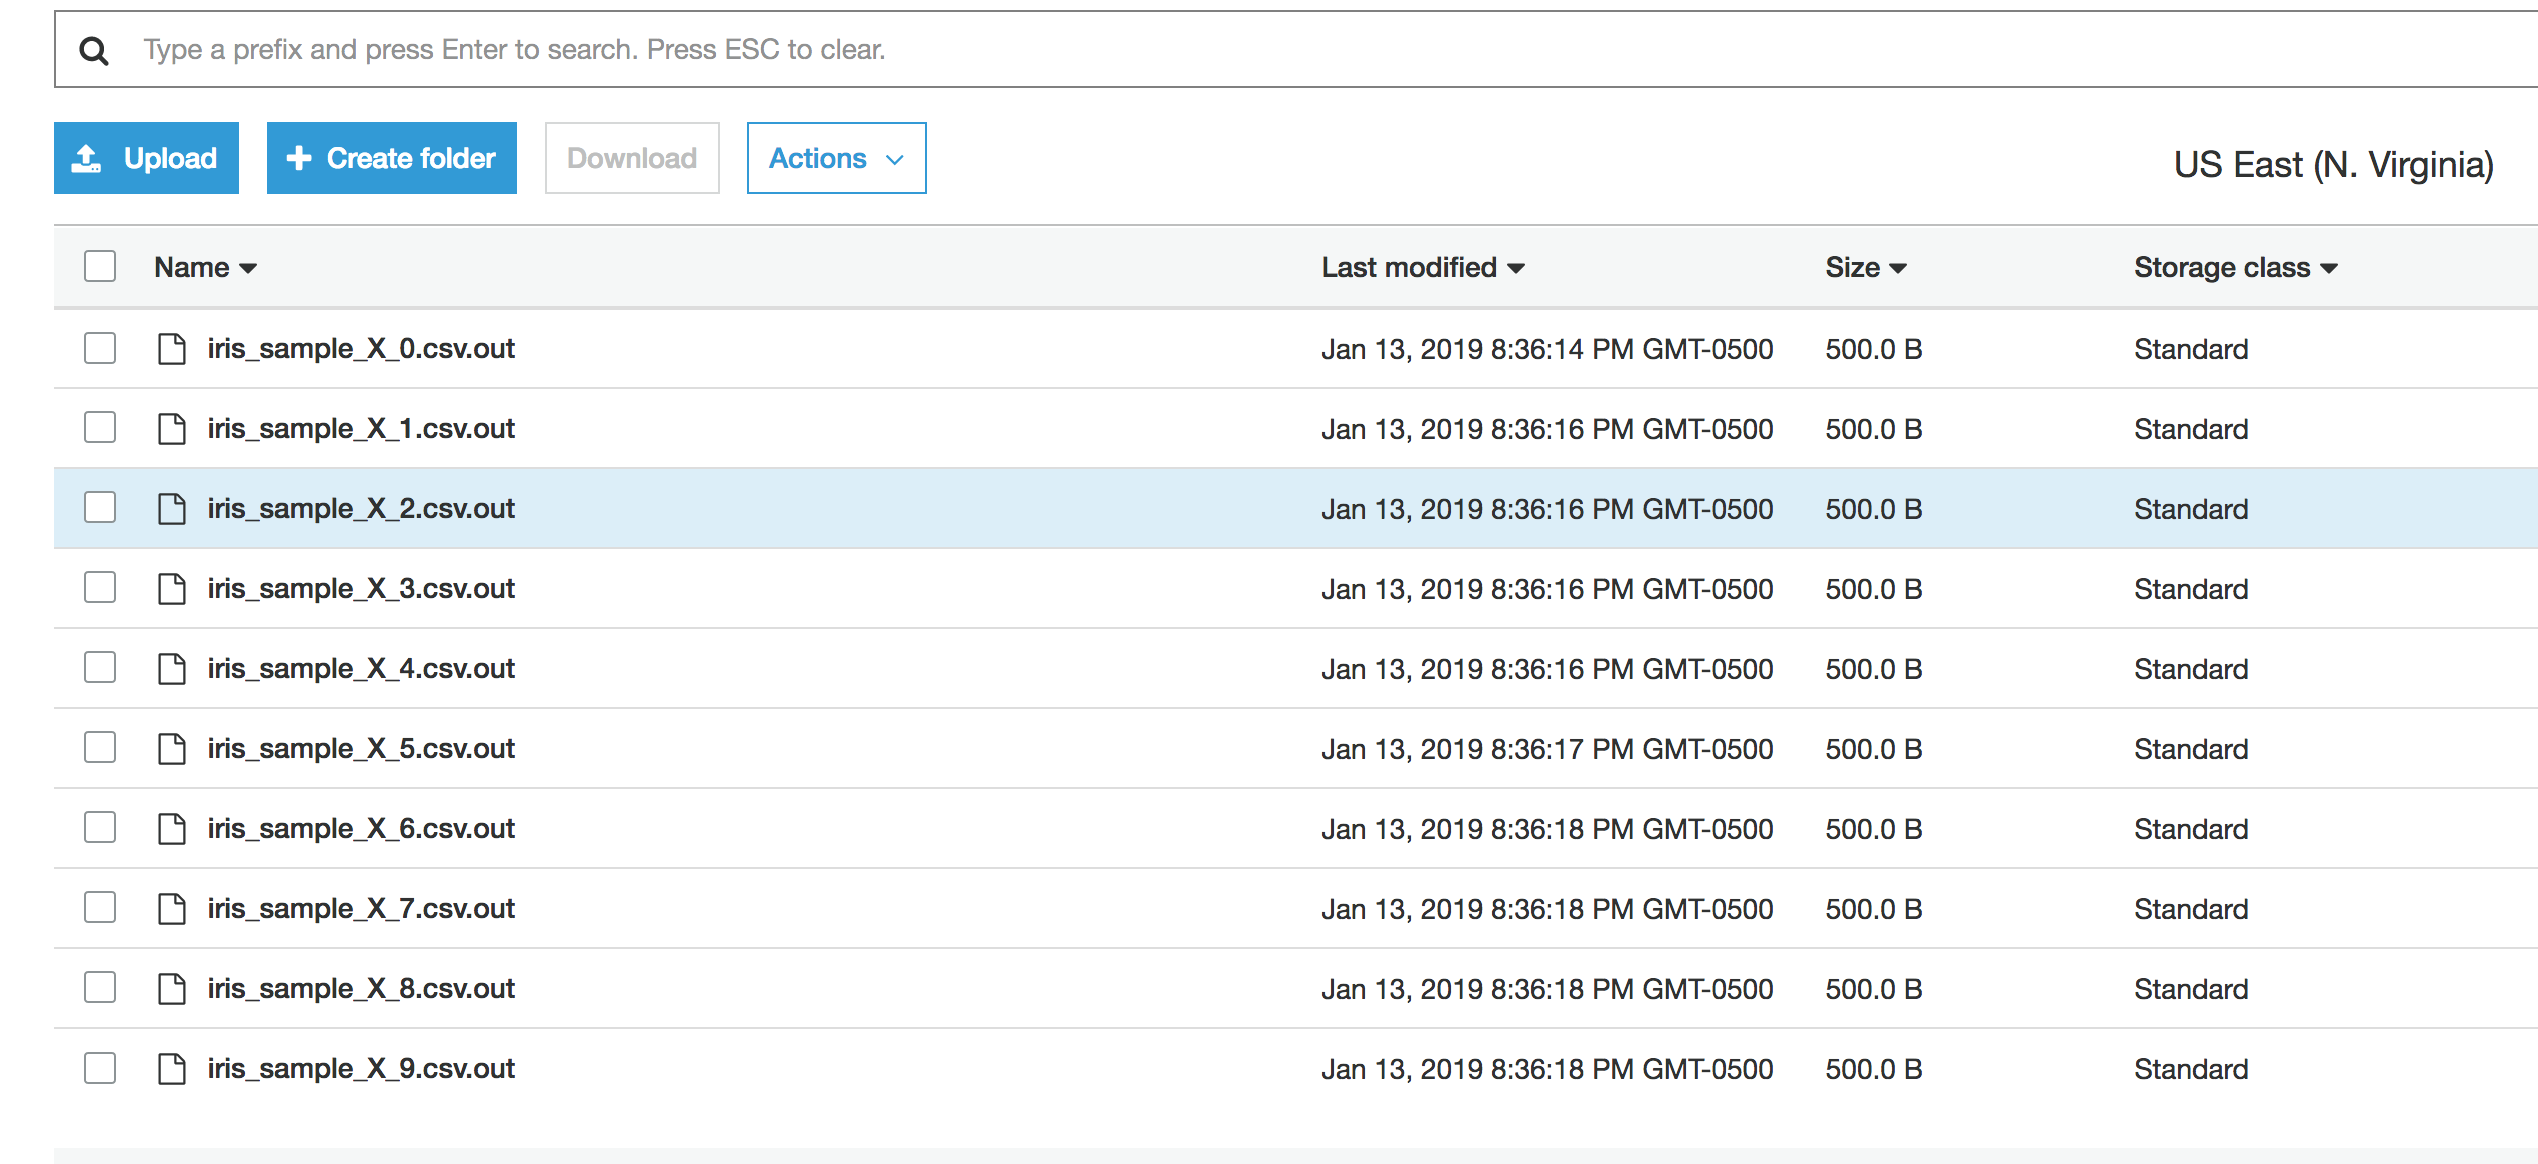 Type a prefix and press Enter to search. Press ESC to clear.
Upload Create folder Download Actions
US East (N. Virginia)
Name Last modified Size Storage class
iris_sample_X_0.csv.out Jan 13, 2019 8:36:14 PM GMT-0500 500.0 B Standard
iris_sample_X_1.csv.out Jan 13, 2019 8:36:16 PM GMT-0500 500.0 B Standard
iris_sample_X_2.csv.out Jan 13, 2019 8:36:16 PM GMT-0500 500.0 B Standard
iris_sample_X_3.csv.out Jan 13, 2019 8:36:16 PM GMT-0500 500.0 B Standard
iris_sample_X_4.csv.out Jan 13, 2019 8:36:16 PM GMT-0500 500.0 B Standard
iris_sample_X_5.csv.out Jan 13, 2019 8:36:17 PM GMT-0500 500.0 B Standard
iris_sample_X_6.csv.out Jan 13, 2019 8:36:18 PM GMT-0500 500.0 B Standard
iris_sample_X_7.csv.out Jan 13, 2019 8:36:18 PM GMT-0500 500.0 B Standard
iris_sample_X_8.csv.out Jan 13, 2019 8:36:18 PM GMT-0500 500.0 B Standard
iris_sample_X_9.csv.out Jan 13, 2019 8:36:18 PM GMT-0500 500.0 B Standard